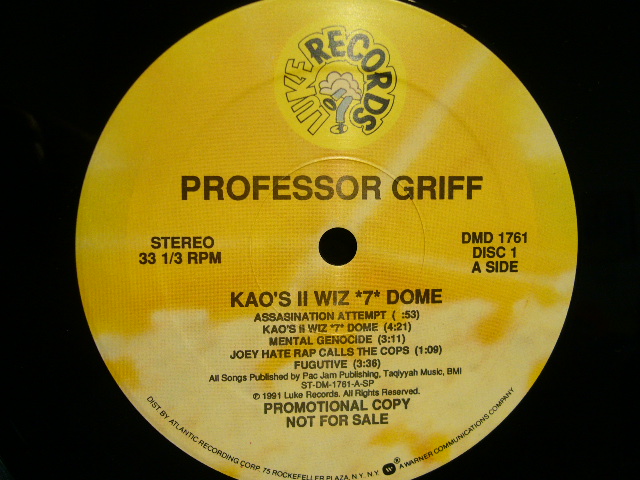 LUKE RECORDS
PROFESSOR GRIFF
STEREO
33 1/3 RPM
DMD 1761
DISC 1
A SIDE
KAO'S II WIZ *7* DOME
ASSASINATION ATTEMPT ( :53)
KAO'S II WIZ *7* DOME (4:21)
MENTAL GENOCIDE (3:11)
JOEY HATE RAP CALLS THE COPS (1:09)
FUGUTIVE (3:36)
All Songs Published by Pac Jam Publishing, Taqiyyah Music, BMI
ST-DM-1761-A-SP
℗ 1991 Luke Records. All Rights Reserved.
PROMOTIONAL COPY
NOT FOR SALE
DIST BY ATLANTIC RECORDING CORP. 75 ROCKEFELLER PLAZA, N.Y. N.Y. A WARNER COMMUNICATIONS COMPANY